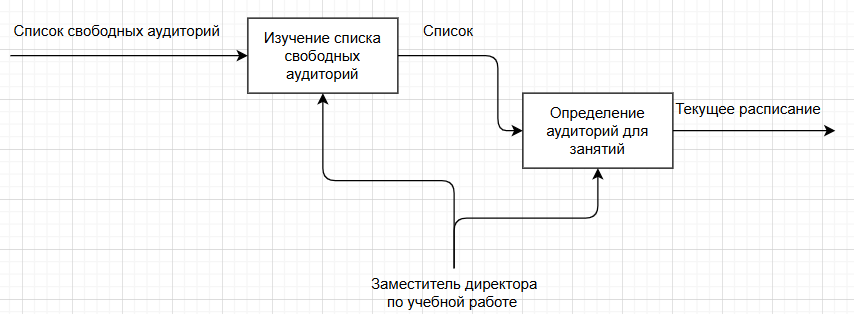 Список свободных аудиторий
Изучение списка
свободных
аудиторий
Список
Определение
аудиторий для
занятий
Текущее расписание
Заместитель директора
по учебной работе